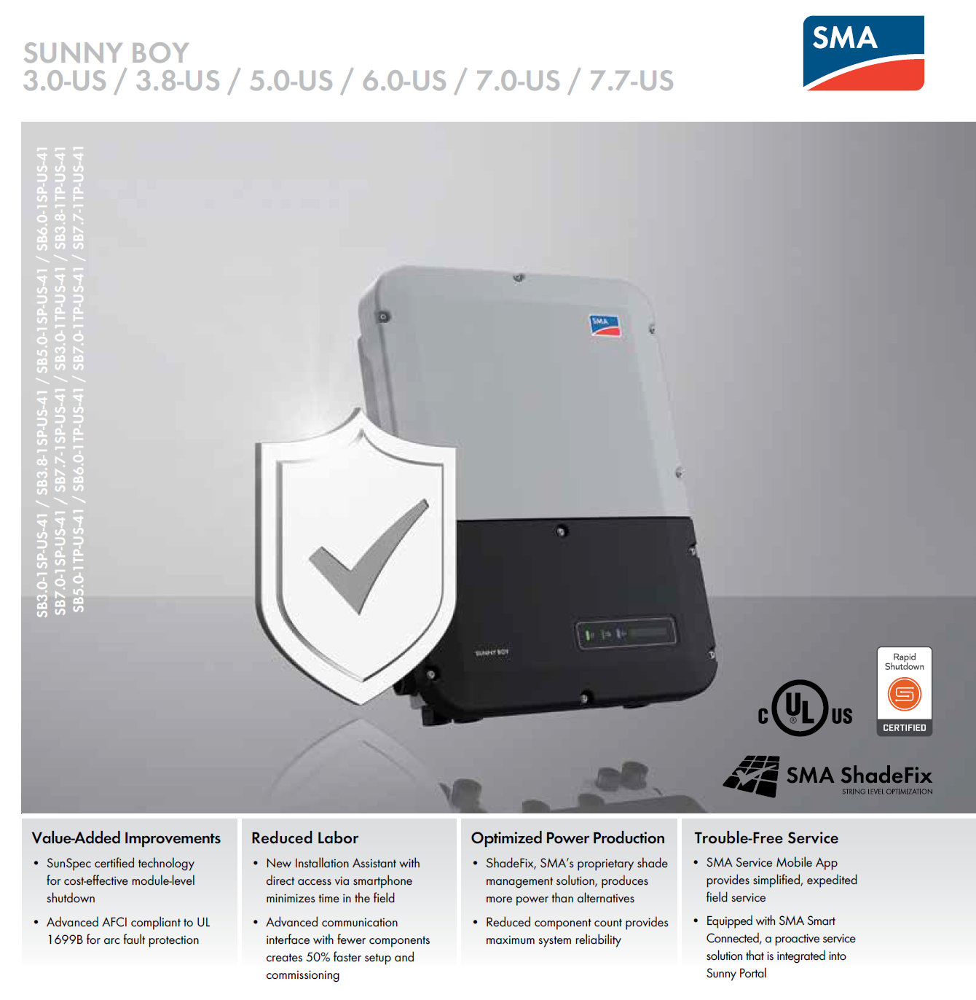 SUNNY BOY
3.0-US / 3.8-US / 5.0-US / 6.0-US / 7.0-US / 7.7-US
SMA
SB3.0-1SP-US-41 / SB3.8-1SP-US-41 / SB5.0-1SP-US-41 / SB6.0-1SP-US-41
SB7.0-1SP-US-41 / SB7.7-1SP-US-41 / SB3.0-1TP-US-41 / SB3.8-1TP-US-41
SB5.0-1TP-US-41 / SB6.0-1TP-US-41 / SB7.0-1TP-US-41 / SB7.7-1TP-US-41
SMA
SUNNY BOY
Rapid
Shutdown
CERTIFIED
C UL® US
SMA ShadeFix
STRING LEVEL OPTIMIZATION
Value-Added Improvements
• SunSpec certified technology
for cost-effective module-level
shutdown
• Advanced AFCI compliant to UL
1699B for arc fault protection
Reduced Labor
• New Installation Assistant with
direct access via smartphone
minimizes time in the field
• Advanced communication
interface with fewer components
creates 50% faster setup and
commissioning
Optimized Power Production
• ShadeFix, SMA's proprietary shade
management solution, produces
more power than alternatives
• Reduced component count provides
maximum system reliability
Trouble-Free Service
• SMA Service Mobile App
provides simplified, expedited
field service
• Equipped with SMA Smart
Connected, a proactive service
solution that is integrated into
Sunny Portal